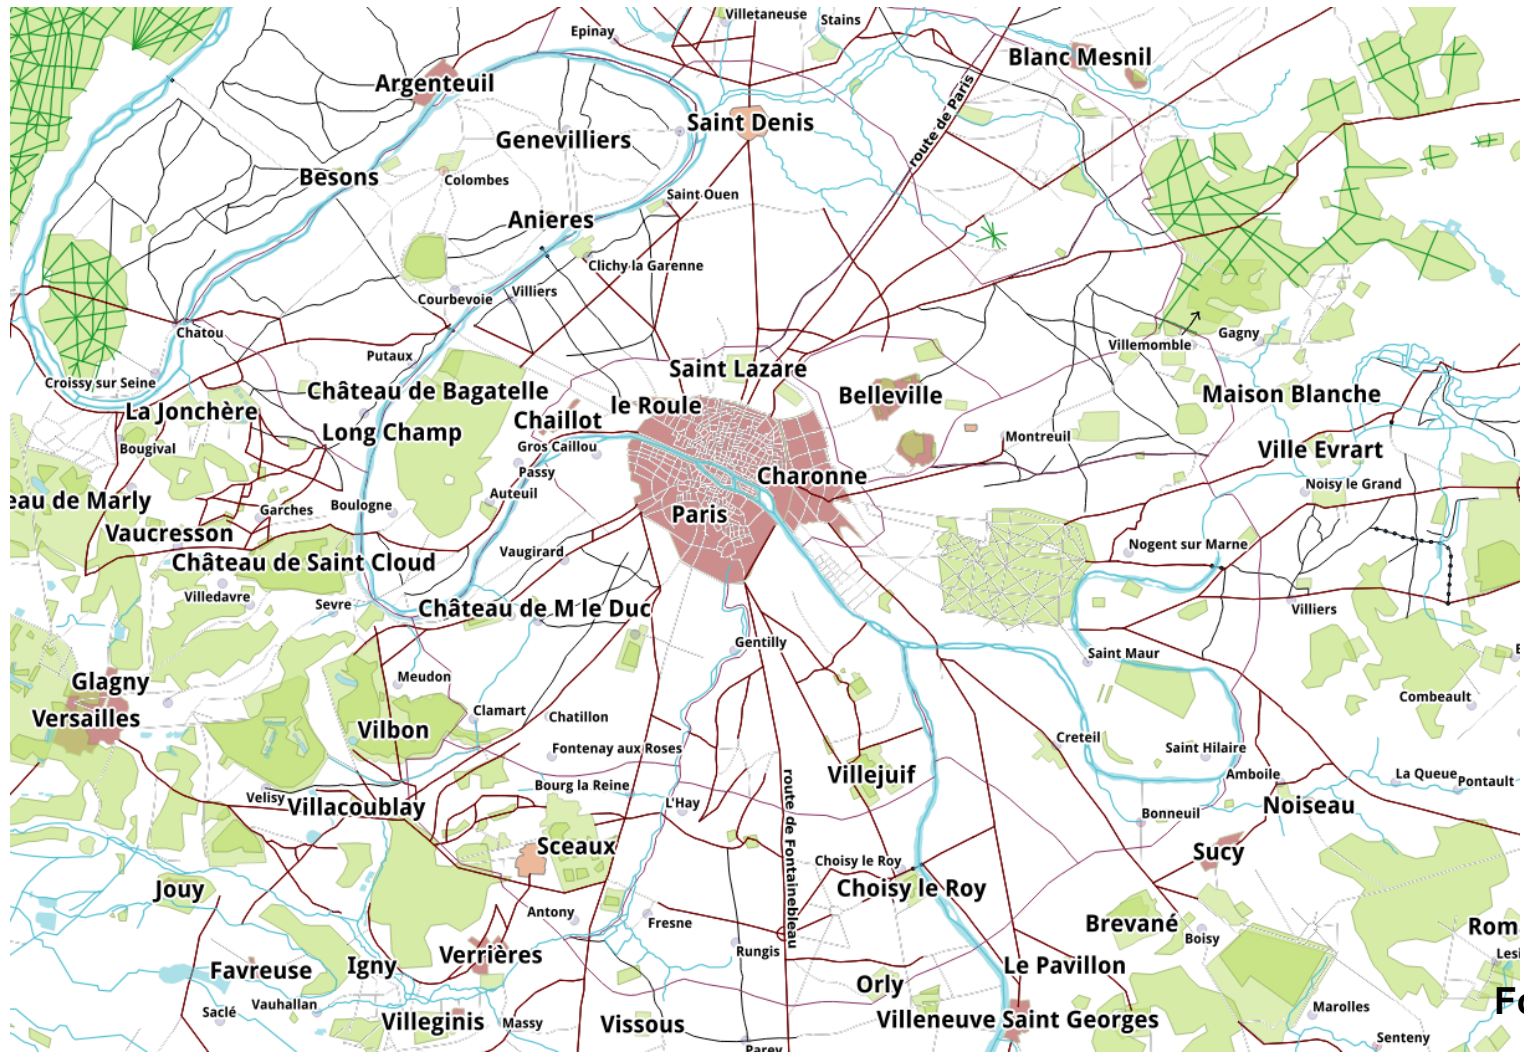 Villetaneuse
Stains
Epinay
Blanc Mesnil
Argenteuil
route de Paris
Saint Denis
Genevilliers
Besons
Colombes
Saint Ouen
Anieres
Clichy la Garenne
Villiers
Courbevoie
Chatou
Gagny
Villemomble
Putaux
Saint Lazare
Croissy sur Seine
Château de Bagatelle
Belleville
Maison Blanche
le Roule
La Jonchère
Chaillot
Long Champ
Montreuil
Bougival
Gros Caillou
Ville Evrart
Passy
Charonne
Noisy le Grand
Auteuil
eau de Marly
Boulogne
Garches
Paris
Vaucresson
Nogent sur Marne
Vaugirard
Château de Saint Cloud
Villedavre
Sevre
Château de M le Duc
Villiers
Gentilly
Saint Maur
Meudon
Glagny
Combeault
Clamart
Chatillon
Versailles
Vilbon
Creteil
Saint Hilaire
Fontenay aux Roses
Villejuif
Amboile
La Queue
Pontault
Bourg la Reine
Velisy
Villacoublay
L'Hay
Noiseau
Bonneuil
route de Fontainebleau
Sceaux
Sucy
Choisy le Roy
Choisy le Roy
Jouy
Antony
Fresne
Brevané
Rom
Boisy
Verrières
Rungis
Lesi
Igny
Le Pavillon
Favreuse
Orly
Fo
Vauhallan
Saclé
Marolles
Villeginis
Massy
Vissous
Villeneuve Saint Georges
Senteny
Parey